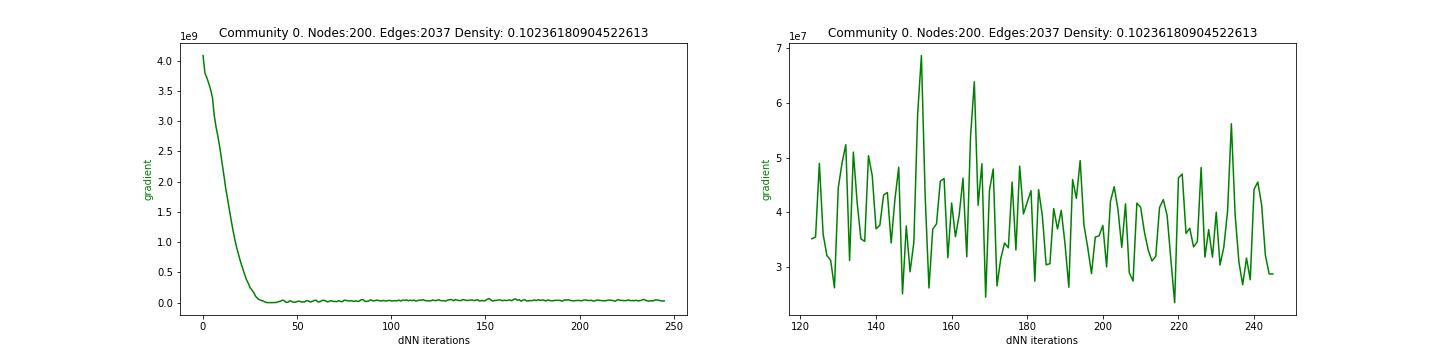 Community 0. Nodes:200. Edges:2037 Density: 0.10236180904522613
1e9
4.0
3.5
3.0
2.5
2.0
1.5
1.0
0.5
0.0
gradient
0 50 100 150 200 250
dNN iterations
Community 0. Nodes:200. Edges:2037 Density: 0.10236180904522613
1e7
7
6
5
4
3
gradient
120 140 160 180 200 220 240
dNN iterations